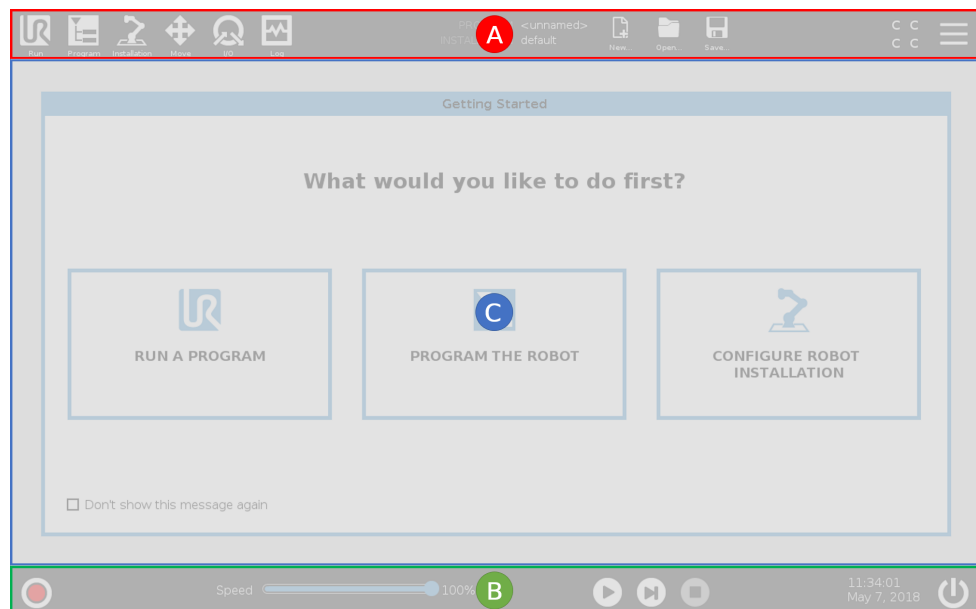 Run Program Installation Move I/O Log
PR <unnamed> New... Open... Save...
INSTAL default
A
C C
C C
Getting Started
What would you like to do first?
C
RUN A PROGRAM
PROGRAM THE ROBOT
CONFIGURE ROBOT
INSTALLATION
Don't show this message again
Speed 100%
B
11:34:01
May 7, 2018